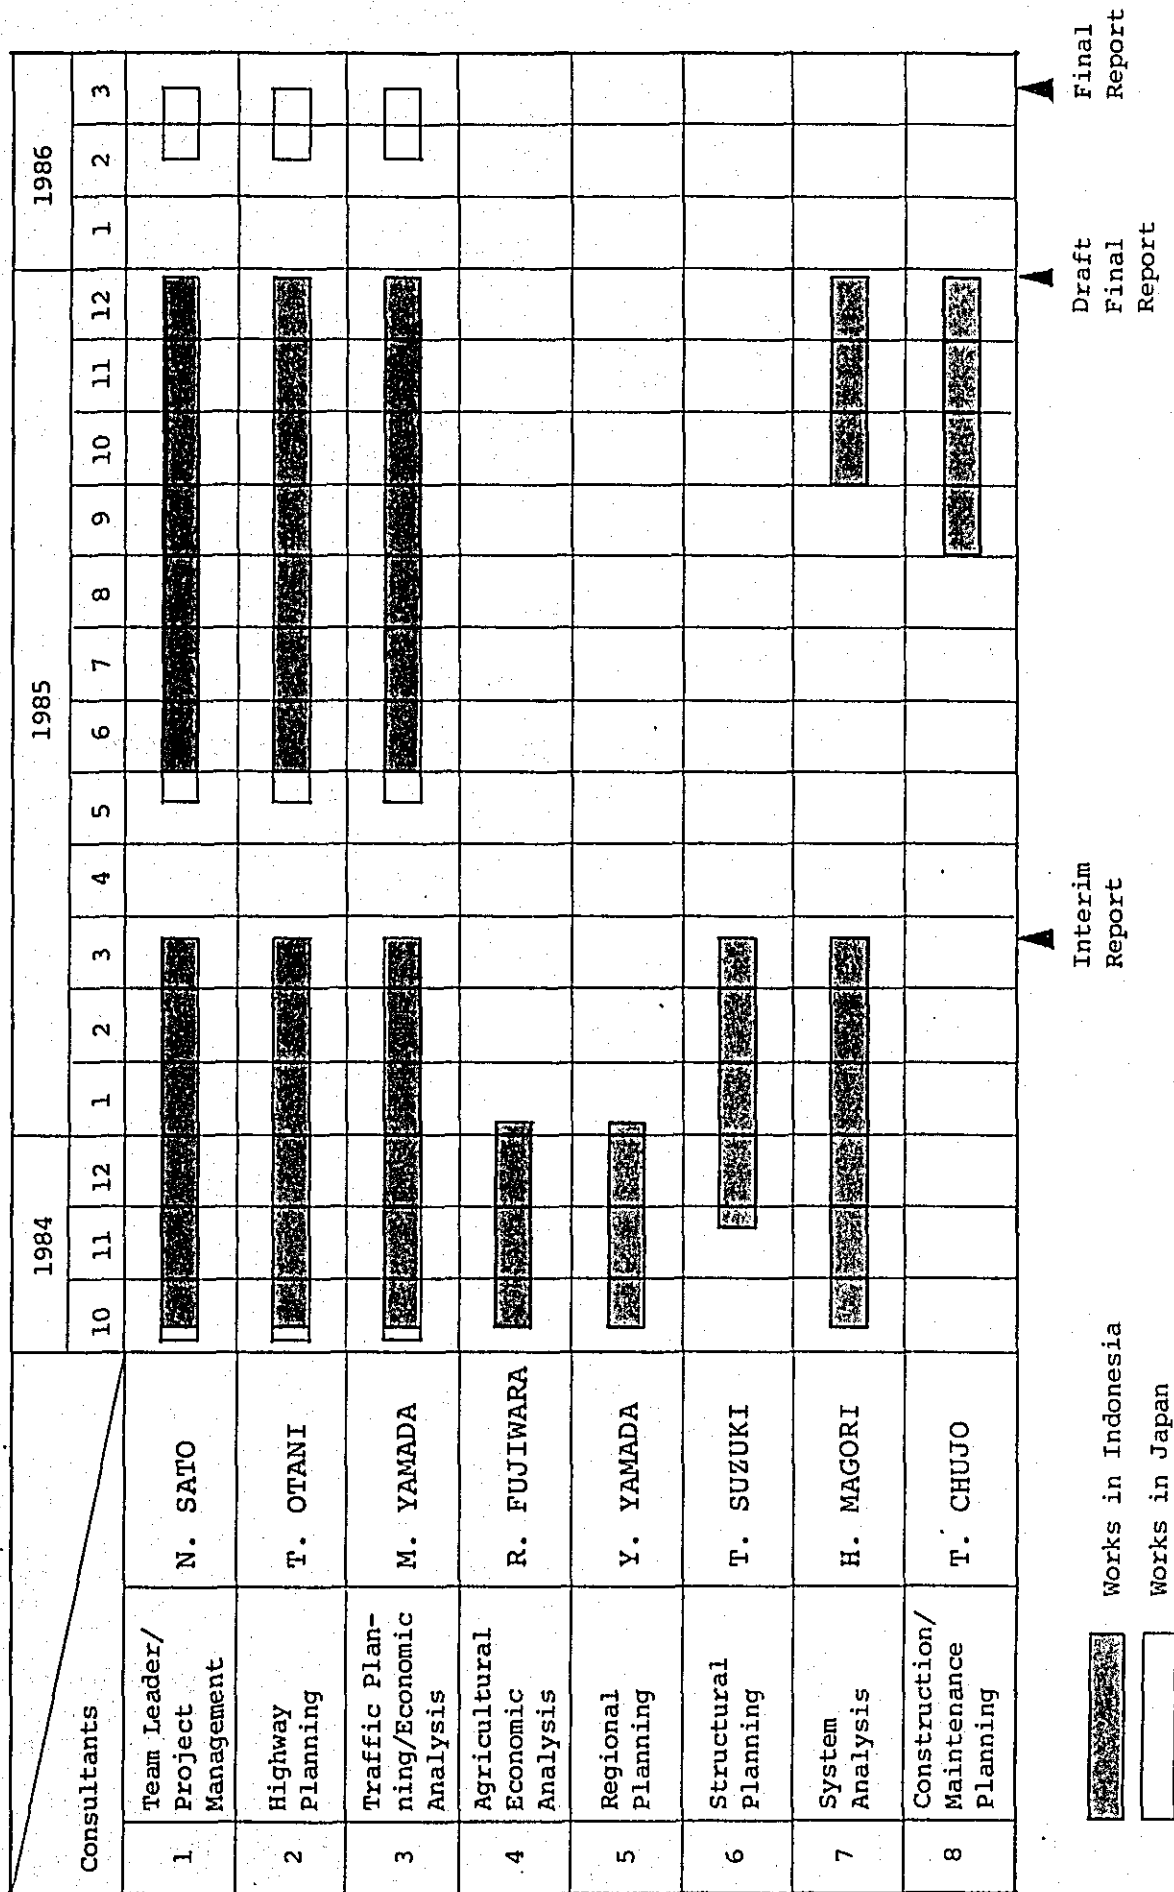 Consultants
1984
1985
1986
10 11 12 1 2 3 4 5 6 7 8 9 10 11 12 1 2 3
1
Team Leader/
Project
Management
N. SATO
2
Highway
Planning
T. OTANI
3
Traffic Plan-
ning/Economic
Analysis
M. YAMADA
4
Agricultural
Economic
Analysis
R. FUJIWARA
5
Regional
Planning
Y. YAMADA
6
Structural
Planning
T. SUZUKI
7
System
Analysis
H. MAGORI
8
Construction/
Maintenance
Planning
T. CHUJO
Interim
Report
Draft
Final
Report
Final
Report
Works in Indonesia
Works in Japan